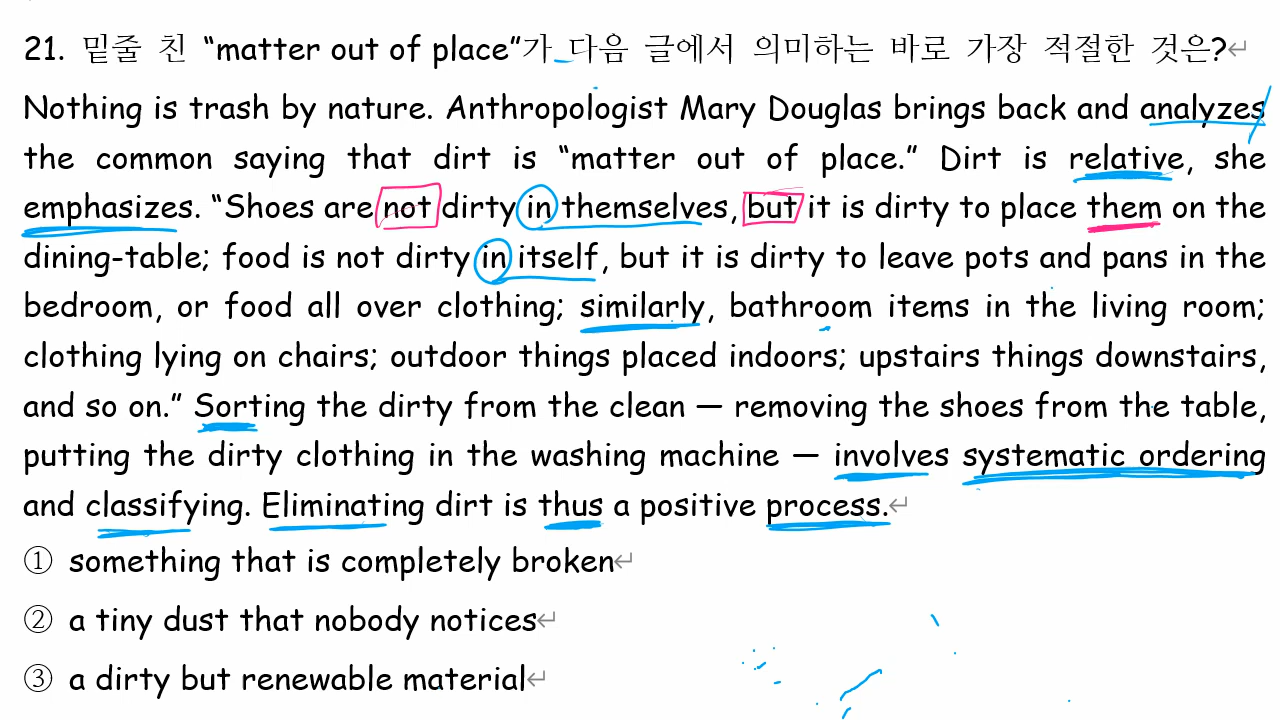 21. 밑줄 친 “matter out of place”가 다음 글에서 의미하는 바로 가장 적절한 것은?↵
Nothing is trash by nature. Anthropologist Mary Douglas brings back and analyzes
the common saying that dirt is “matter out of place.” Dirt is relative, she
emphasizes. “Shoes are not dirty in themselves, but it is dirty to place them on the
dining-table; food is not dirty in itself, but it is dirty to leave pots and pans in the
bedroom, or food all over clothing; similarly, bathroom items in the living room;
clothing lying on chairs; outdoor things placed indoors; upstairs things downstairs,
and so on.” Sorting the dirty from the clean — removing the shoes from the table,
putting the dirty clothing in the washing machine — involves systematic ordering
and classifying. Eliminating dirt is thus a positive process.↵
① something that is completely broken↵
② a tiny dust that nobody notices↵
③ a dirty but renewable material↵